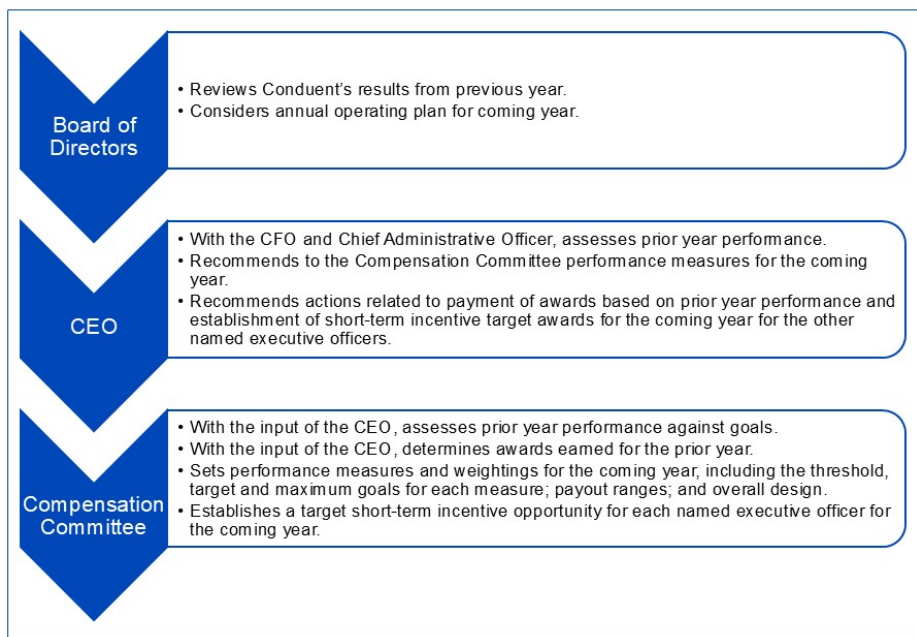 Board of
Directors
• Reviews Conduent's results from previous year.
• Considers annual operating plan for coming year.
CEO
• With the CFO and Chief Administrative Officer, assesses prior year performance.
• Recommends to the Compensation Committee performance measures for the coming
year.
• Recommends actions related to payment of awards based on prior year performance and
establishment of short-term incentive target awards for the coming year for the other
named executive officers.
Compensation
Committee
• With the input of the CEO, assesses prior year performance against goals.
• With the input of the CEO, determines awards earned for the prior year.
• Sets performance measures and weightings for the coming year, including the threshold,
target and maximum goals for each measure; payout ranges; and overall design.
• Establishes a target short-term incentive opportunity for each named executive officer for
the coming year.